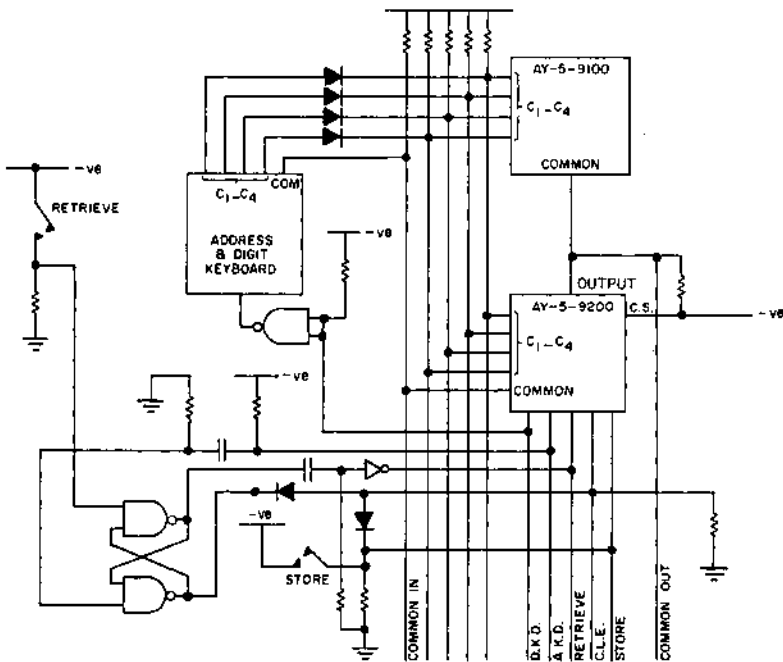 AY-5-9100
C1-C4
COMMON
-ve
RETRIEVE
C1-C4
COM
ADDRESS
& DIGIT
KEYBOARD
-ve
OUTPUT
AY-5-9200
C.S.
-ve
C1-C4
COMMON
-ve
-ve
STORE
COMMON IN
D.K.D.
A.K.D.
RETRIEVE
C.L.E.
STORE
COMMON OUT